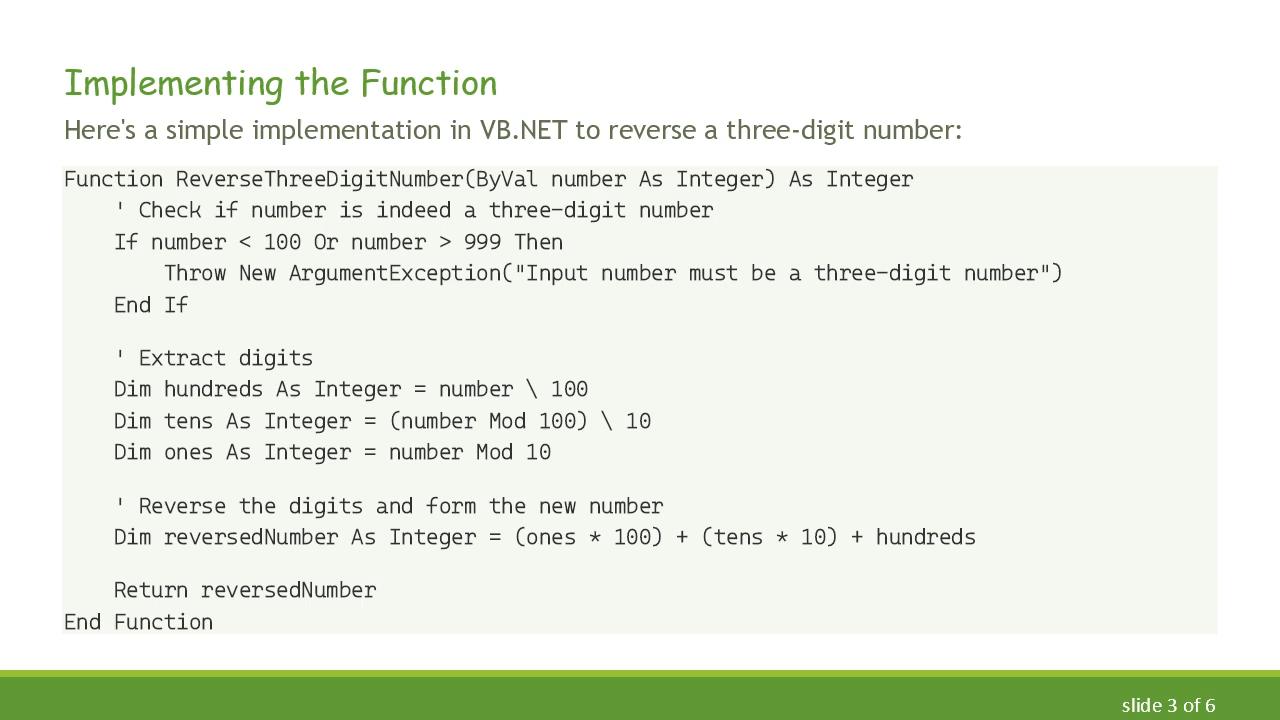 Implementing the Function
Here's a simple implementation in VB.NET to reverse a three-digit number:
Function ReverseThreeDigitNumber(ByVal number As Integer) As Integer
    ' Check if number is indeed a three-digit number
    If number < 100 Or number > 999 Then
        Throw New ArgumentException("Input number must be a three-digit number")
    End If
    ' Extract digits
    Dim hundreds As Integer = number \ 100
    Dim tens As Integer = (number Mod 100) \ 10
    Dim ones As Integer = number Mod 10
    ' Reverse the digits and form the new number
    Dim reversedNumber As Integer = (ones * 100) + (tens * 10) + hundreds
    Return reversedNumber
End Function
slide 3 of 6